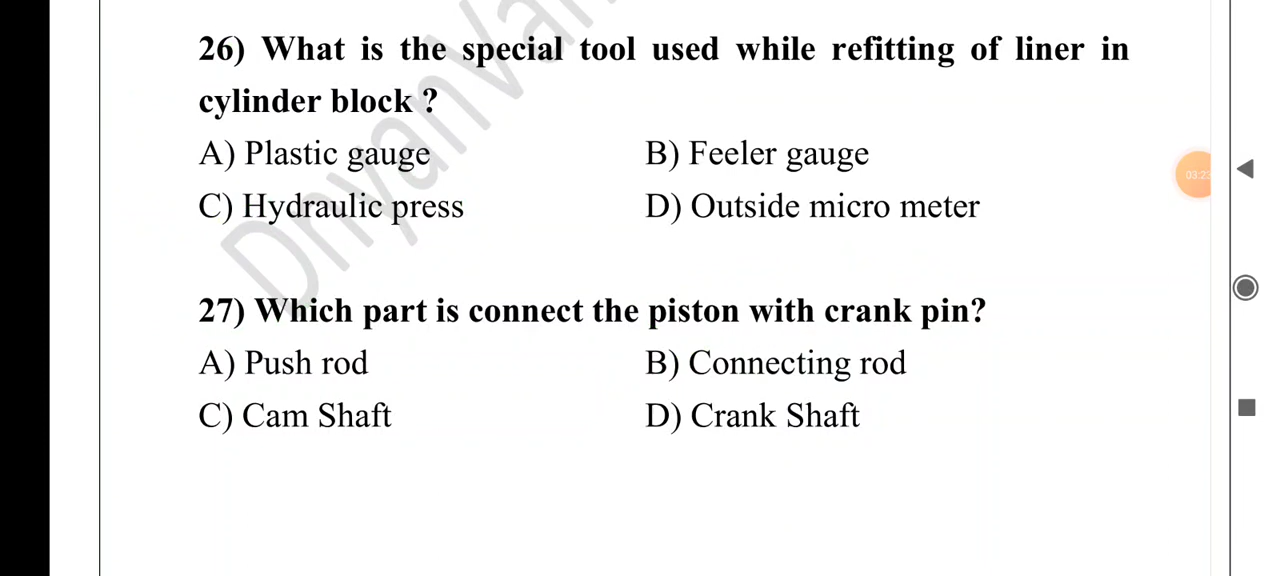 26) What is the special tool used while refitting of liner in
cylinder block ?
A) Plastic gauge B) Feeler gauge
C) Hydraulic press D) Outside micro meter
27) Which part is connect the piston with crank pin?
A) Push rod B) Connecting rod
C) Cam Shaft D) Crank Shaft
03:23